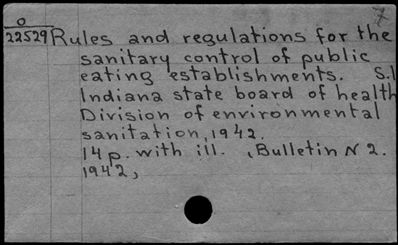 O
22529 Rules and regulations for the
sanitary control of public
eating establishments. S.l
Indiana state board of health
Division of environmental
sanitation, 1942.
14 p. with ill. , Bulletin N 2.
1942,